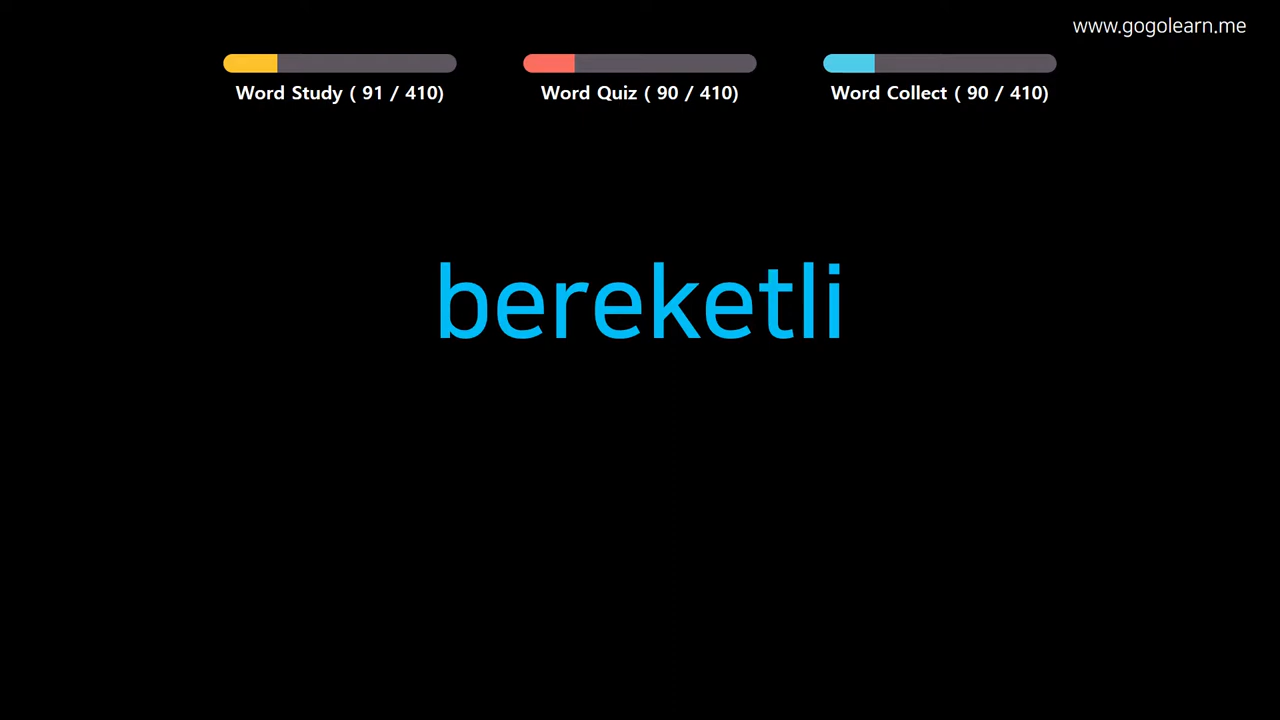 www.gogolearn.me
Word Study ( 91 / 410)
Word Quiz ( 90 / 410)
Word Collect ( 90 / 410)
bereketli